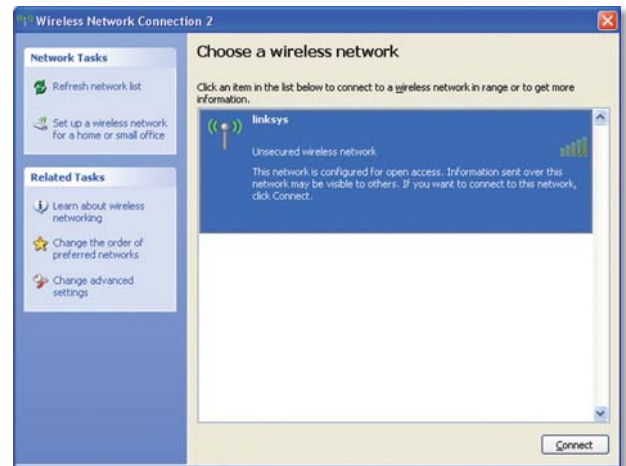 Wireless Network Connection 2
Network Tasks
Refresh network list
Set up a wireless network
for a home or small office
Related Tasks
Learn about wireless
networking
Change the order of
preferred networks
Change advanced
settings
Choose a wireless network
Click an item in the list below to connect to a wireless network in range or to get more
information.
linksys
Unsecured wireless network
This network is configured for open access. Information sent over this
network may be visible to others. If you want to connect to this network,
click Connect.
Connect